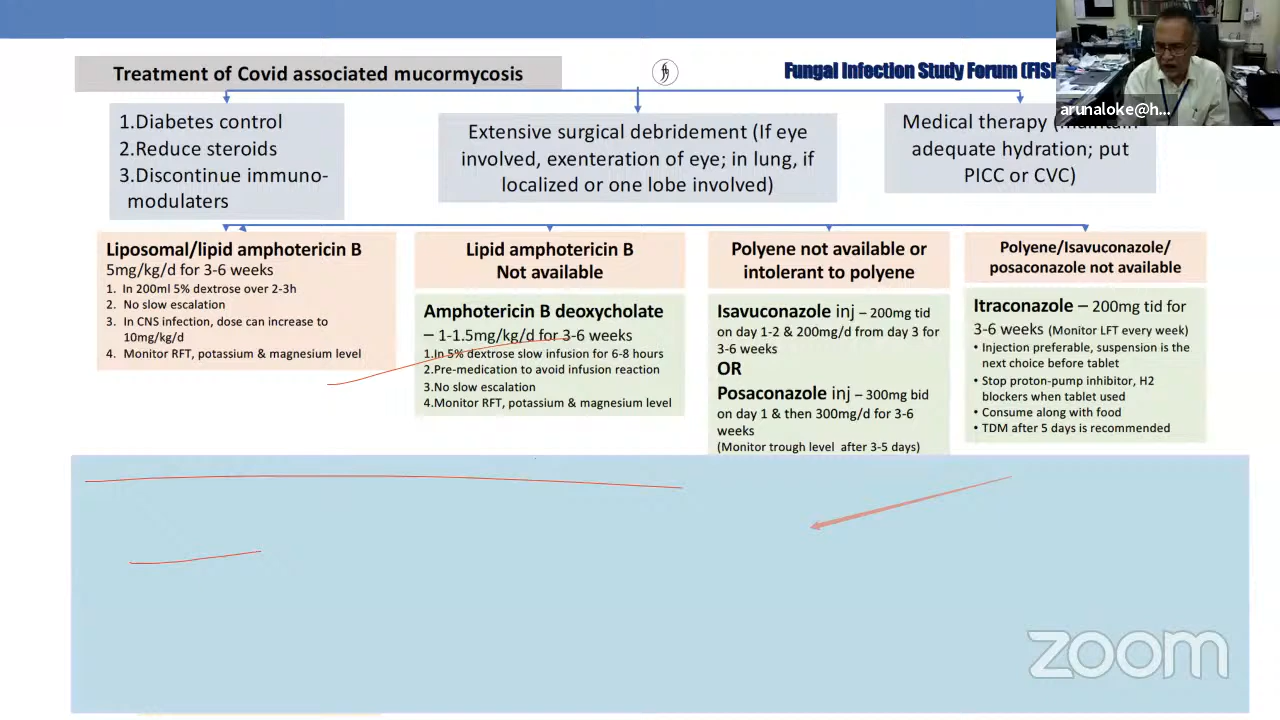 Treatment of Covid associated mucormycosis
Fungal Infection Study Forum
arunaloke@h...
1.Diabetes control
2.Reduce steroids
3.Discontinue immuno-
modulaters
Extensive surgical debridement (If eye
involved, exenteration of eye; in lung, if
localized or one lobe involved)
Medical therapy (maintain
adequate hydration; put
PICC or CVC)
Liposomal/lipid amphotericin B
5mg/kg/d for 3-6 weeks
1. In 200ml 5% dextrose over 2-3h
2. No slow escalation
3. In CNS infection, dose can increase to
10mg/kg/d
4. Monitor RFT, potassium & magnesium level
Lipid amphotericin B
Not available
Amphotericin B deoxycholate
– 1-1.5mg/kg/d for 3-6 weeks
1.In 5% dextrose slow infusion for 6-8 hours
2.Pre-medication to avoid infusion reaction
3.No slow escalation
4.Monitor RFT, potassium & magnesium level
Polyene not available or
intolerant to polyene
Isavuconazole inj – 200mg tid
on day 1-2 & 200mg/d from day 3 for
3-6 weeks
OR
Posaconazole inj – 300mg bid
on day 1 & then 300mg/d for 3-6
weeks
(Monitor trough level after 3-5 days)
Polyene/Isavuconazole/
posaconazole not available
Itraconazole – 200mg tid for
3-6 weeks (Monitor LFT every week)
• Injection preferable, suspension is the
next choice before tablet
• Stop proton-pump inhibitor, H2
blockers when tablet used
• Consume along with food
• TDM after 5 days is recommended
zoom